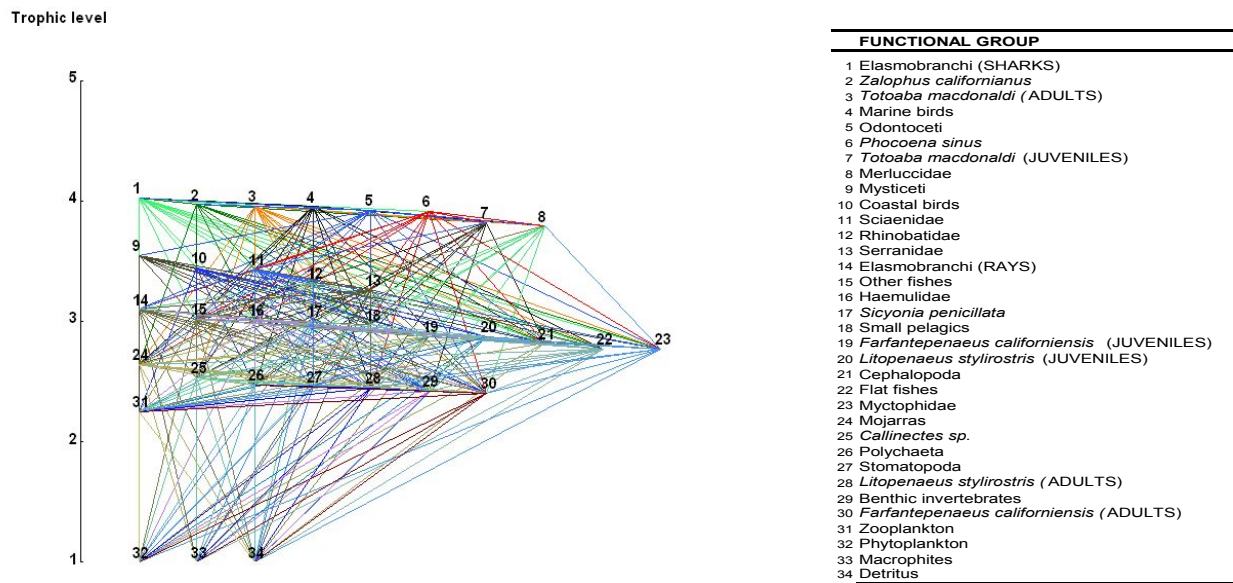 Trophic level
5
4
3
2
1
1 2 3 4 5 6 7 8
9 10 11 12 13
14 15 16 17 18 19 20 21 22 23
24 25 26 27 28 29 30
31
32 33 34
FUNCTIONAL GROUP
1 Elasmobranchi (SHARKS)
2 Zalophus californianus
3 Totoaba macdonaldi (ADULTS)
4 Marine birds
5 Odontoceti
6 Phocoena sinus
7 Totoaba macdonaldi (JUVENILES)
8 Merluccidae
9 Mysticeti
10 Coastal birds
11 Sciaenidae
12 Rhinobatidae
13 Serranidae
14 Elasmobranchi (RAYS)
15 Other fishes
16 Haemulidae
17 Sicyonia penicillata
18 Small pelagics
19 Farfantepenaeus californiensis (JUVENILES)
20 Litopenaeus stylirostris (JUVENILES)
21 Cephalopoda
22 Flat fishes
23 Myctophidae
24 Mojarras
25 Callinectes sp.
26 Polychaeta
27 Stomatopoda
28 Litopenaeus stylirostris (ADULTS)
29 Benthic invertebrates
30 Farfantepenaeus californiensis (ADULTS)
31 Zooplankton
32 Phytoplankton
33 Macrophites
34 Detritus